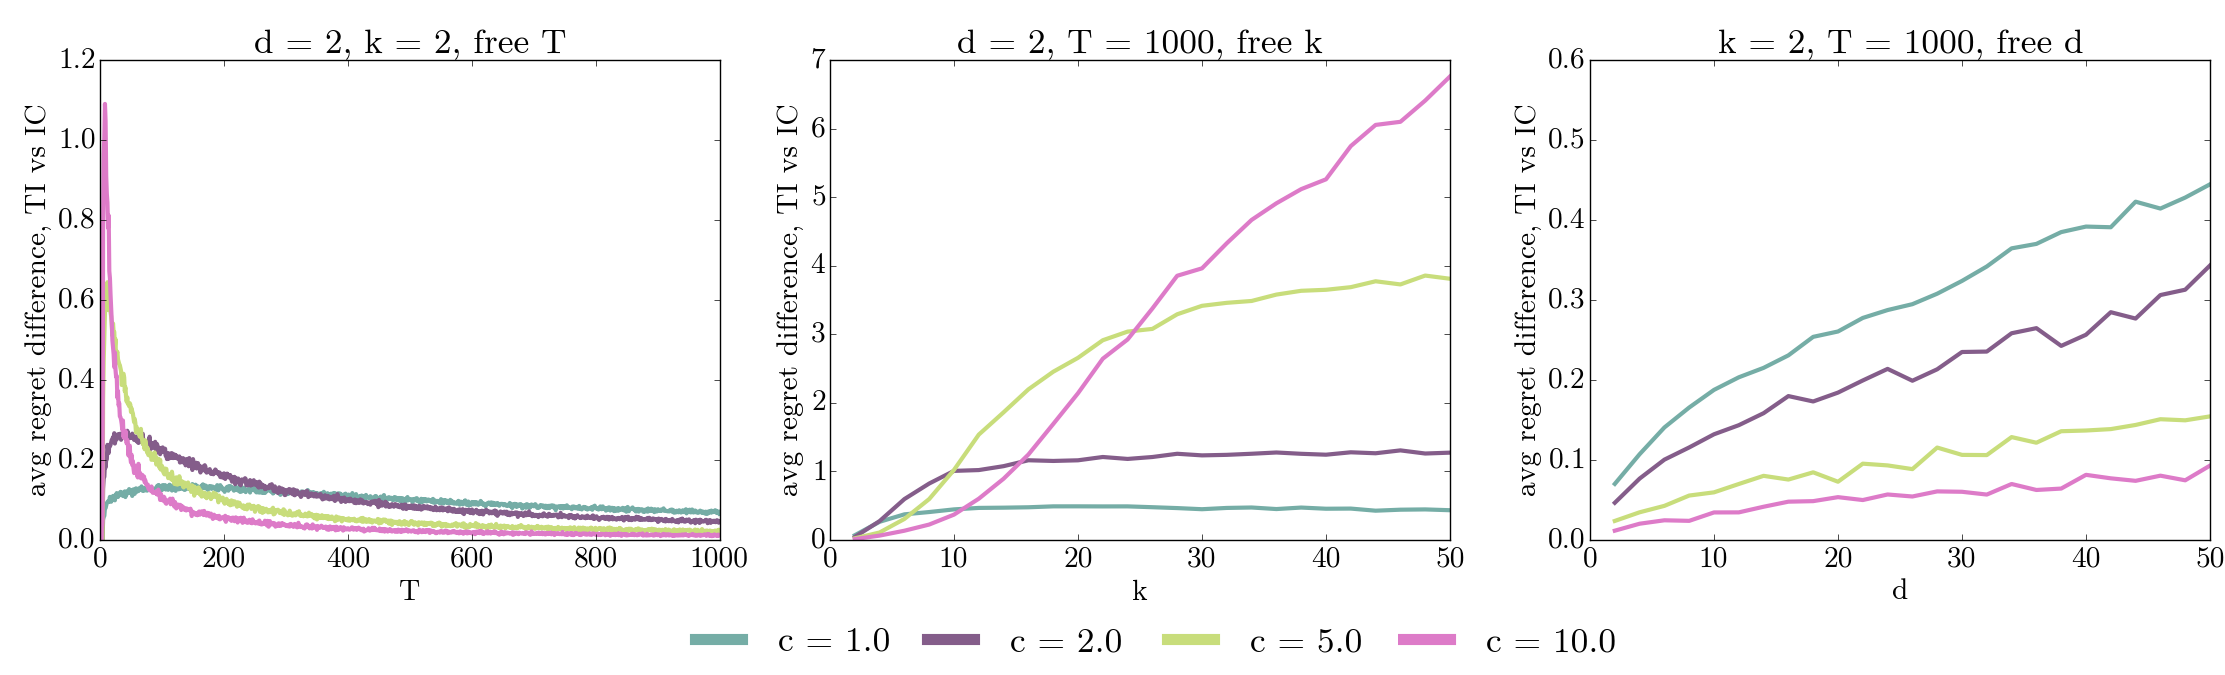 d = 2, k = 2, free T
1.2
1.0
0.8
0.6
0.4
0.2
0.0
avg regret difference, TI vs IC
0 200 400 600 800 1000
T
d = 2, T = 1000, free k
7
6
5
4
3
2
1
0
avg regret difference, TI vs IC
0 10 20 30 40 50
k
k = 2, T = 1000, free d
0.6
0.5
0.4
0.3
0.2
0.1
0.0
avg regret difference, TI vs IC
0 10 20 30 40 50
d
c = 1.0 c = 2.0 c = 5.0 c = 10.0